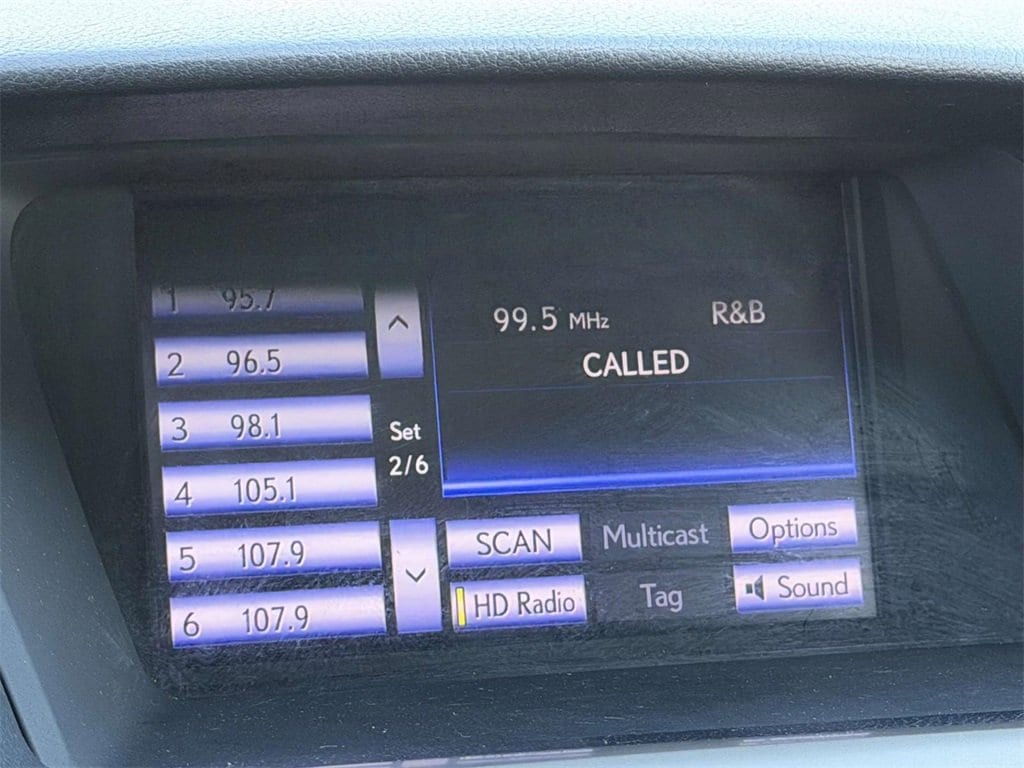 1 95.7
2 96.5
3 98.1
4 105.1
5 107.9
6 107.9
Set
2/6
99.5 MHz R&B
CALLED
SCAN Multicast Options
HD Radio Tag Sound